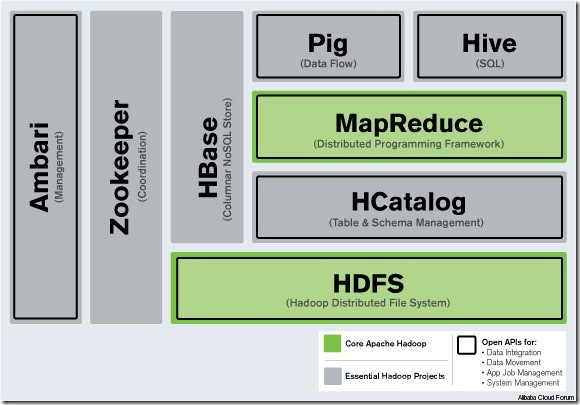 Ambari
(Management)
Zookeeper
(Coordination)
HBase
(Columnar NoSQL Store)
Pig
(Data Flow)
Hive
(SQL)
MapReduce
(Distributed Programming Framework)
HCatalog
(Table & Schema Management)
HDFS
(Hadoop Distributed File System)
Core Apache Hadoop
Essential Hadoop Projects
Open APIs for:
• Data Integration
• Data Movement
• App Job Management
• System Management
Alibaba Cloud Forum